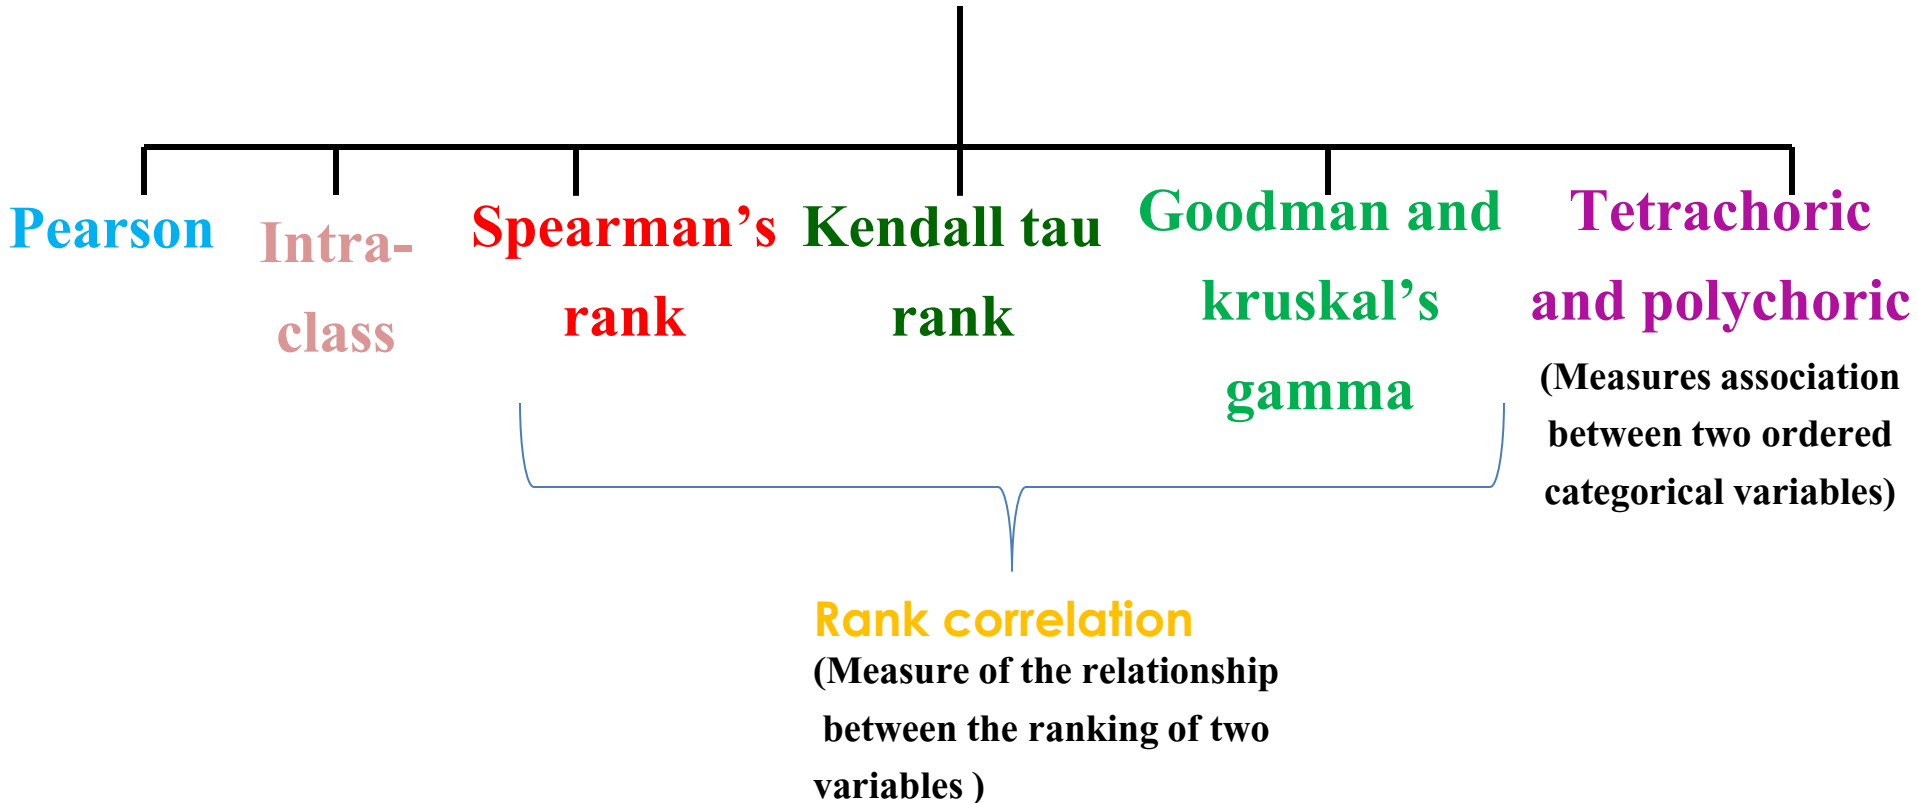 Pearson
Intra-
class
Spearman’s
rank
Kendall tau
rank
Goodman and
kruskal’s
gamma
Tetrachoric
and polychoric
(Measures association
between two ordered
categorical variables)
Rank correlation
(Measure of the relationship
between the ranking of two
variables )